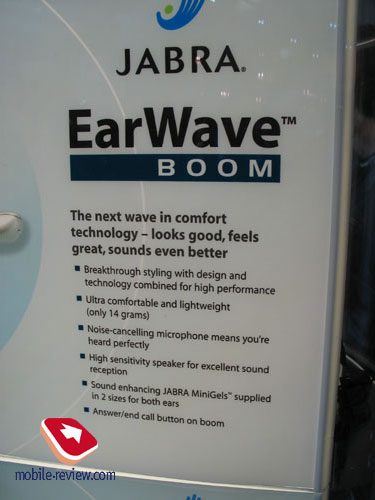 JABRA®
EarWave™
BOOM
The next wave in comfort
technology – looks good, feels
great, sounds even better
■ Breakthrough styling with design and
technology combined for high performance
■ Ultra comfortable and lightweight
(only 14 grams)
■ Noise-cancelling microphone means you're
heard perfectly
■ High sensitivity speaker for excellent sound
reception
■ Sound enhancing JABRA MiniGels™ supplied
in 2 sizes for both ears
■ Answer/end call button on boom
mobile-review.com